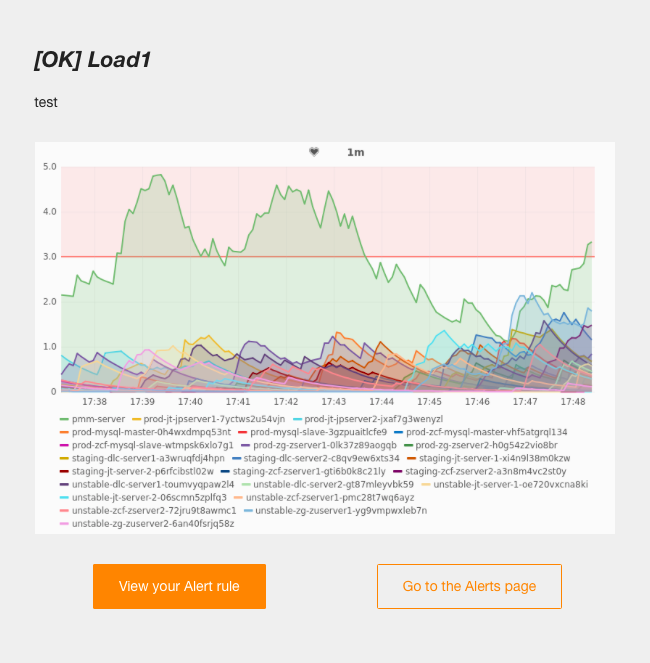 [OK] Load1
test
1m
5.0
4.0
3.0
2.0
1.0
0
17:38 17:39 17:40 17:41 17:42 17:43 17:44 17:45 17:46 17:47 17:48
pmm-server prod-jt-jpserver1-7yctws2u54vjn prod-jt-jpserver2-jxaf7g3wenyom
prod-mysql-master-0h4wxdmpq53nt prod-mysql-slave-3gzpuaitlcfe9 prod-zcf-mysql-master-vhf5atgrql134
prod-zcf-mysql-slave-wtmpsk6xlo7g1 prod-zg-zserver1-0lk37z89aogqb prod-zg-zserver2-h0g54z2vio8br
staging-dlc-server1-a3wruqfdj4hpn staging-dlc-server2-c8qv9ew6xts34 staging-jt-server-1-xi4n9l38m0kzw
staging-jt-server-2-p6rfcibstl02w staging-zcf-zserver1-gti6b0k8c21ly staging-zcf-zserver2-a3n8m4vc2st0y
unstable-dlc-server1-toumvyqpaw2l4 unstable-dlc-server2-gt87mleyvbk59 unstable-jt-server-1-oe720vxcna8ki
unstable-jt-server-2-06scmn5zplfq3 unstable-zcf-zserver1-pmc28t7wq6ayz
unstable-zcf-zserver2-72jru9t8awmc1 unstable-zg-zuserver1-yg9vmpwxleb7n
unstable-zg-zuserver2-6an40fsrjq58z
View your Alert rule Go to the Alerts page